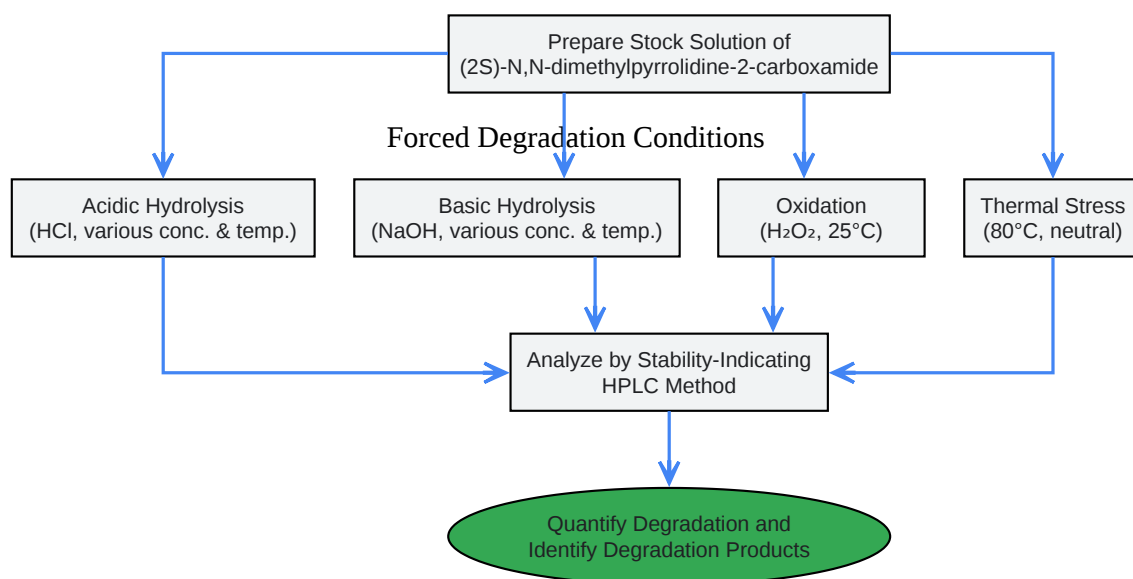 Prepare Stock Solution of
(2S)-N,N-dimethylpyrrolidine-2-carboxamide
Forced Degradation Conditions
Acidic Hydrolysis
(HCl, various conc. & temp.)
Basic Hydrolysis
(NaOH, various conc. & temp.)
Oxidation
(H₂O₂, 25°C)
Thermal Stress
(80°C, neutral)
Analyze by Stability-Indicating
HPLC Method
Quantify Degradation and
Identify Degradation Products